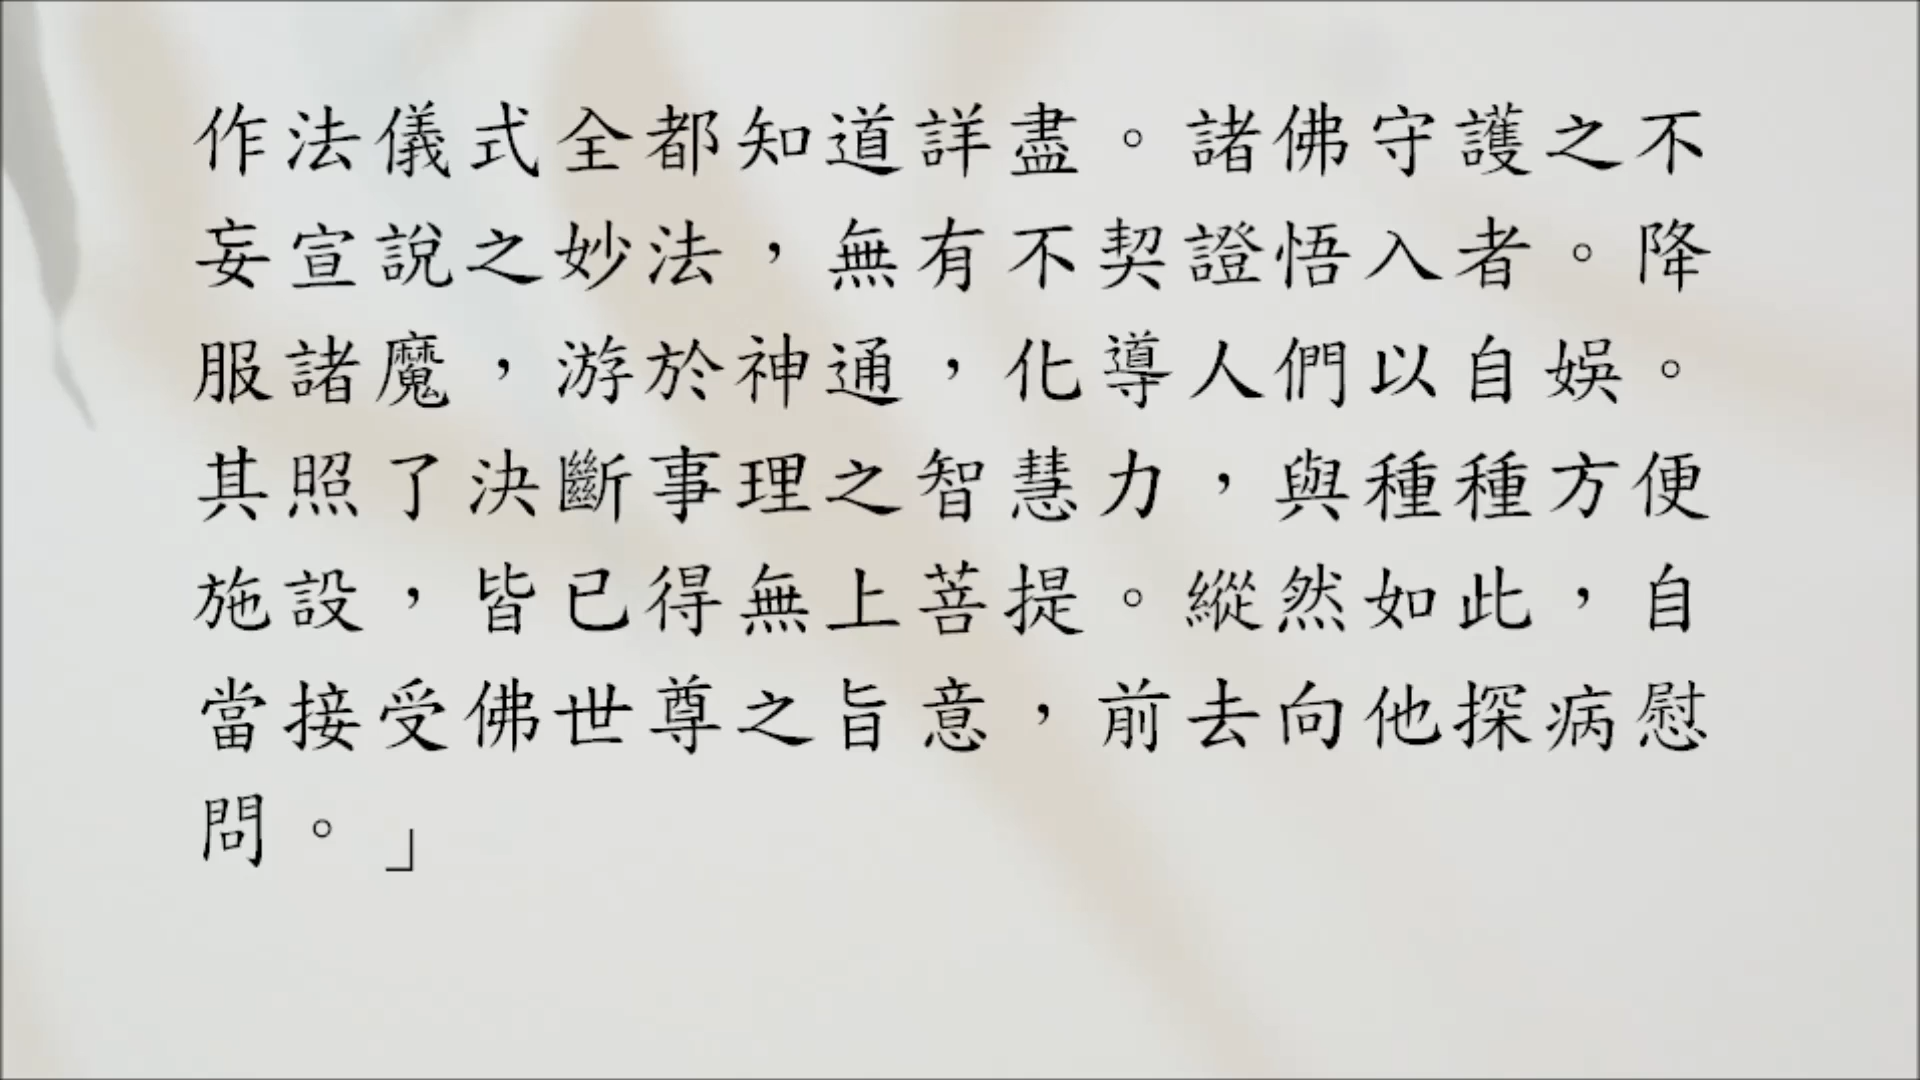 作法儀式全都知道詳盡。諸佛守護之不
妄宣說之妙法，無有不契證悟入者。降
服諸魔，游於神通，化導人們以自娛。
其照了決斷事理之智慧力，與種種方便
施設，皆已得無上菩提。縱然如此，自
當接受佛世尊之旨意，前去向他探病慰
問。」